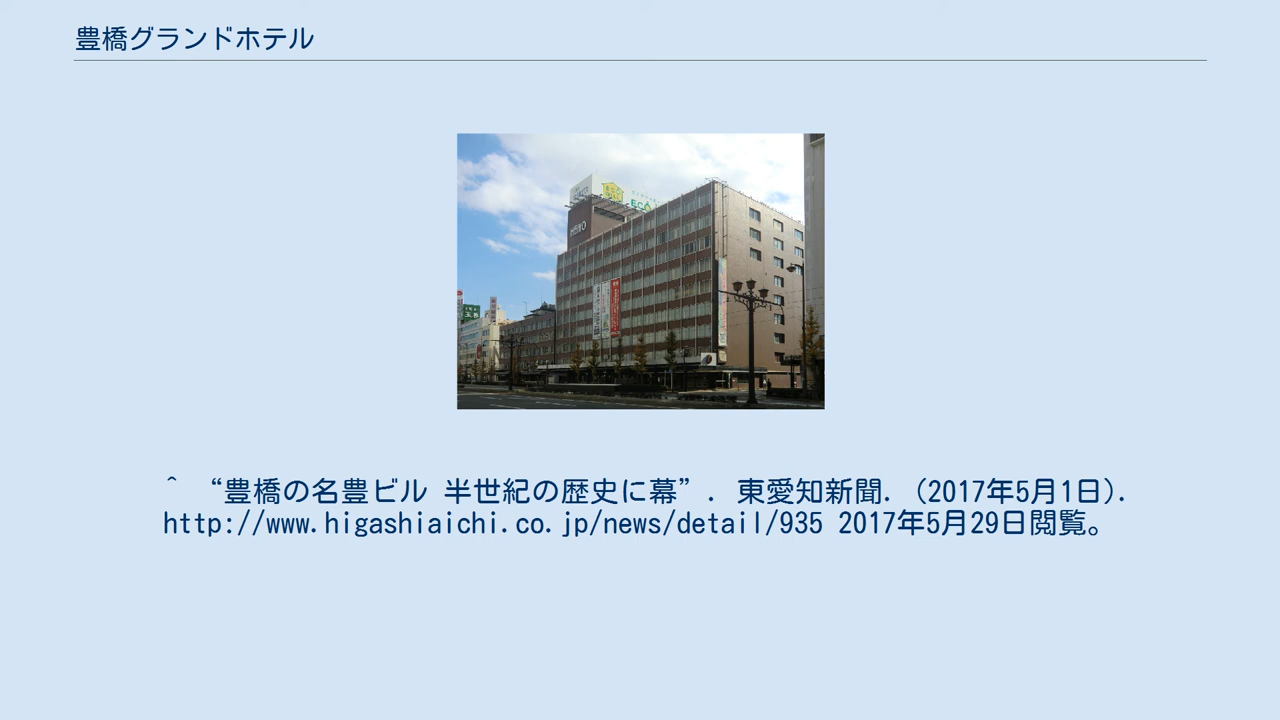 豊橋グランドホテル
ECO
^ “豊橋の名豊ビル 半世紀の歴史に幕”. 東愛知新聞. (2017年5月1日).
http://www.higashiaichi.co.jp/news/detail/935 2017年5月29日閲覧。